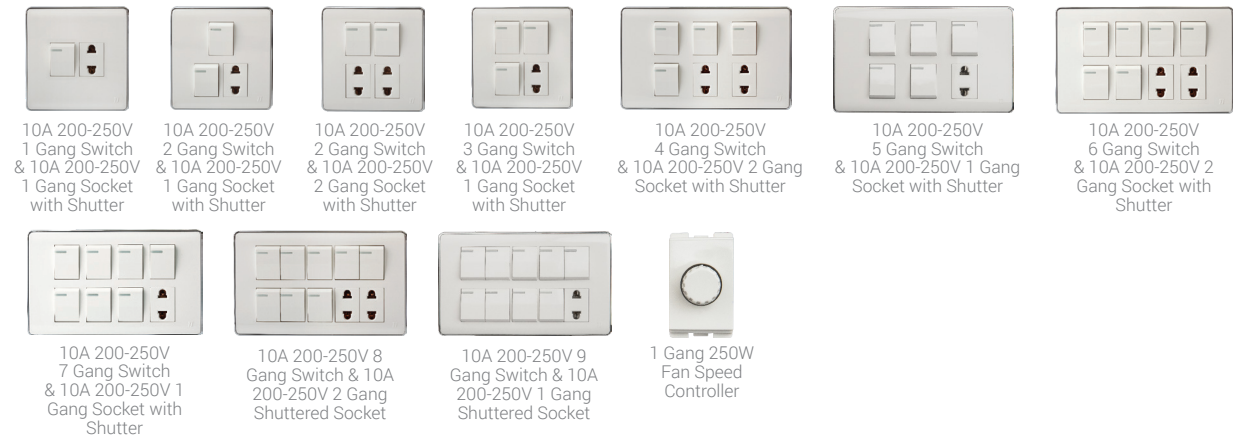 10A 200-250V
1 Gang Switch
& 10A 200-250V
1 Gang Socket
with Shutter
10A 200-250V
2 Gang Switch
& 10A 200-250V
1 Gang Socket
with Shutter
10A 200-250V
2 Gang Switch
& 10A 200-250V
2 Gang Socket
with Shutter
10A 200-250V
3 Gang Switch
& 10A 200-250V
1 Gang Socket
with Shutter
10A 200-250V
4 Gang Switch
& 10A 200-250V 2 Gang
Socket with Shutter
10A 200-250V
5 Gang Switch
& 10A 200-250V 1 Gang
Socket with Shutter
10A 200-250V
6 Gang Switch
& 10A 200-250V 2
Gang Socket with
Shutter
10A 200-250V
7 Gang Switch
& 10A 200-250V 1
Gang Socket with
Shutter
10A 200-250V 8
Gang Switch & 10A
200-250V 2 Gang
Shuttered Socket
10A 200-250V 9
Gang Switch & 10A
200-250V 1 Gang
Shuttered Socket
1 Gang 250W
Fan Speed
Controller